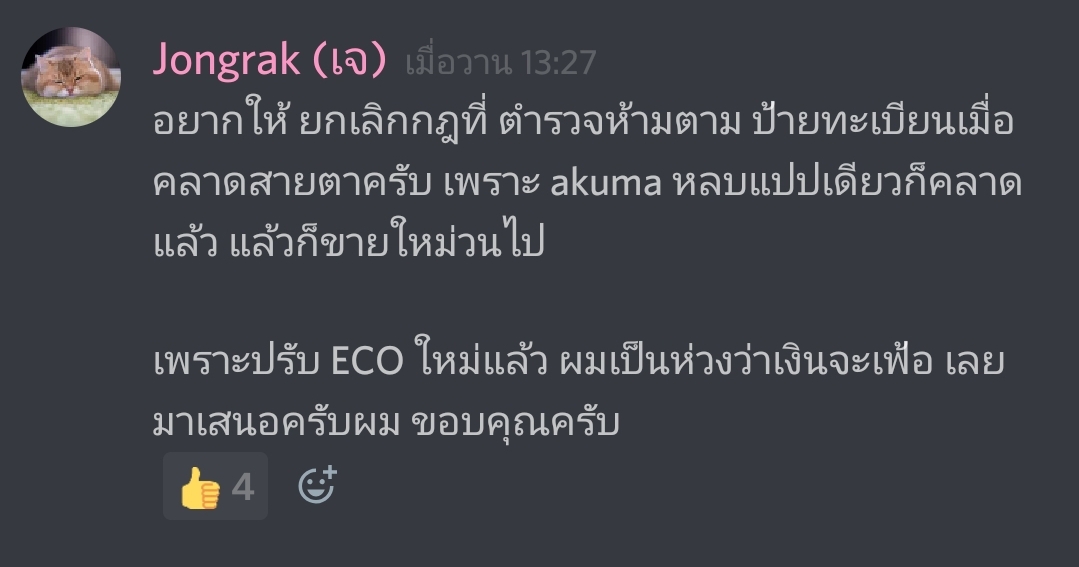 Jongrak (เจ) เมื่อวาน 13:27
อยากให้ ยกเลิกกฎที่ ตำรวจห้ามตาม ป้ายทะเบียนเมื่อ
คลาดสายตาครับ เพราะ akuma หลบแปปเดียวก็คลาด
แล้ว แล้วก็ขายใหม่วนไป
เพราะปรับ ECO ใหม่แล้ว ผมเป็นห่วงว่าเงินจะเฟ้อ เลย
มาเสนอครับผม ขอบคุณครับ
4